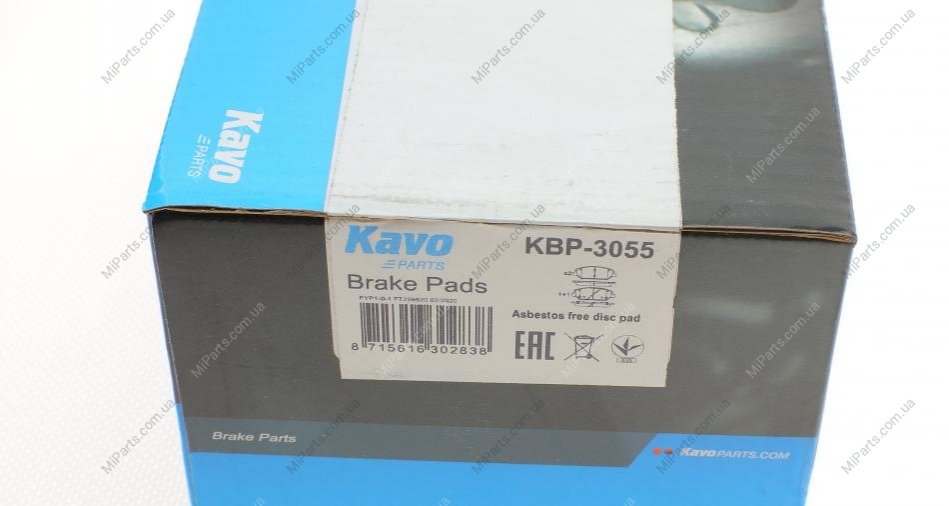 Kavo
PARTS
Kavo
PARTS
KBP-3055
Brake Pads
Asbestos free disc pad
8 715616 302838
EAC
Brake Parts
KavoPARTS.COM
MiParts.com.ua